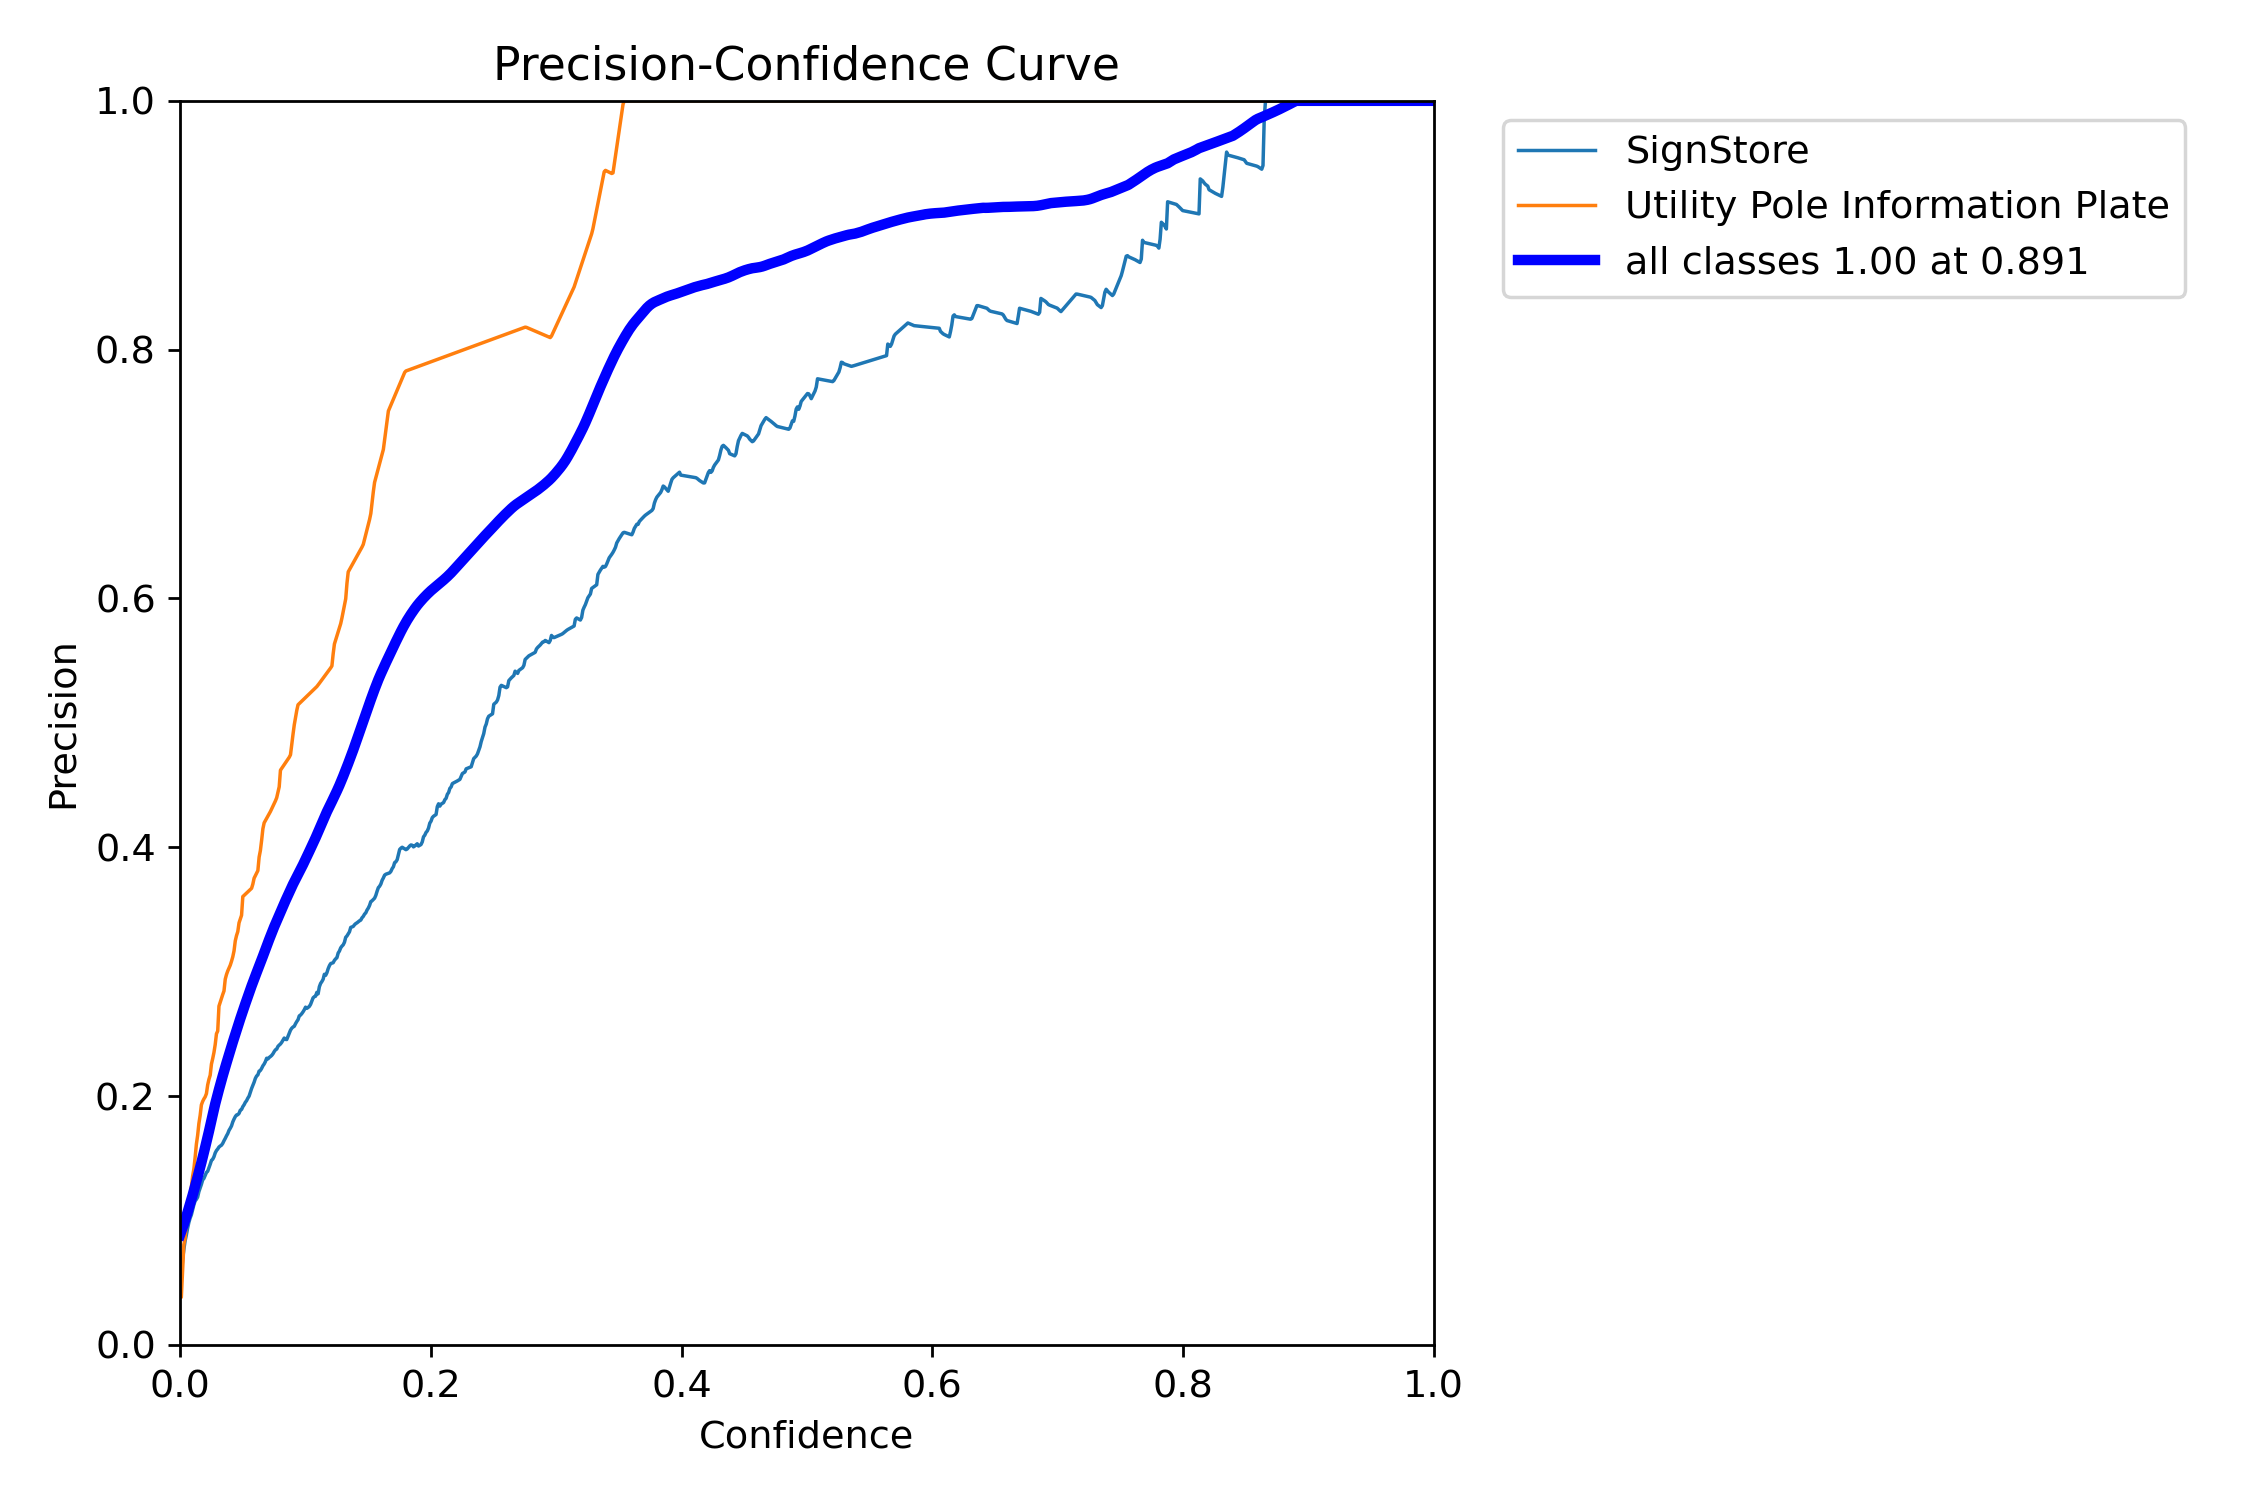 Precision-Confidence Curve
1.0
0.8
0.6
0.4
0.2
0.0
Precision
0.0 0.2 0.4 0.6 0.8 1.0
Confidence
SignStore
Utility Pole Information Plate
all classes 1.00 at 0.891